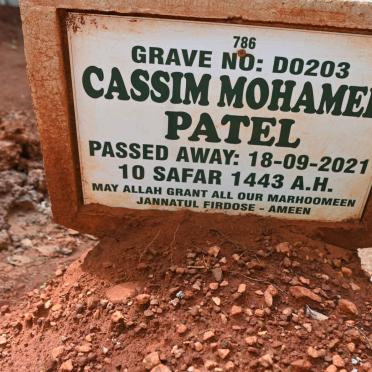 786
GRAVE NO: D0203
CASSIM MOHAMED
PATEL
PASSED AWAY: 18-09-2021
10 SAFAR 1443 A.H.
MAY ALLAH GRANT ALL OUR MARHOOMEEN
JANNATUL FIRDOSE - AMEEN